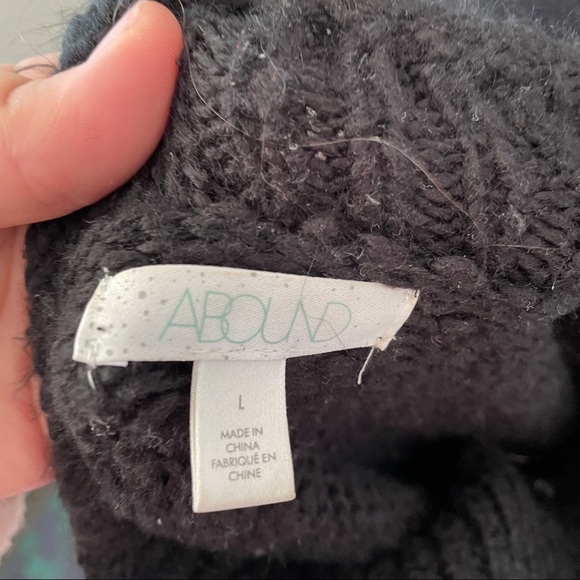 ABOUND
L
MADE IN
CHINA
FABRIQUÉ EN
CHINE